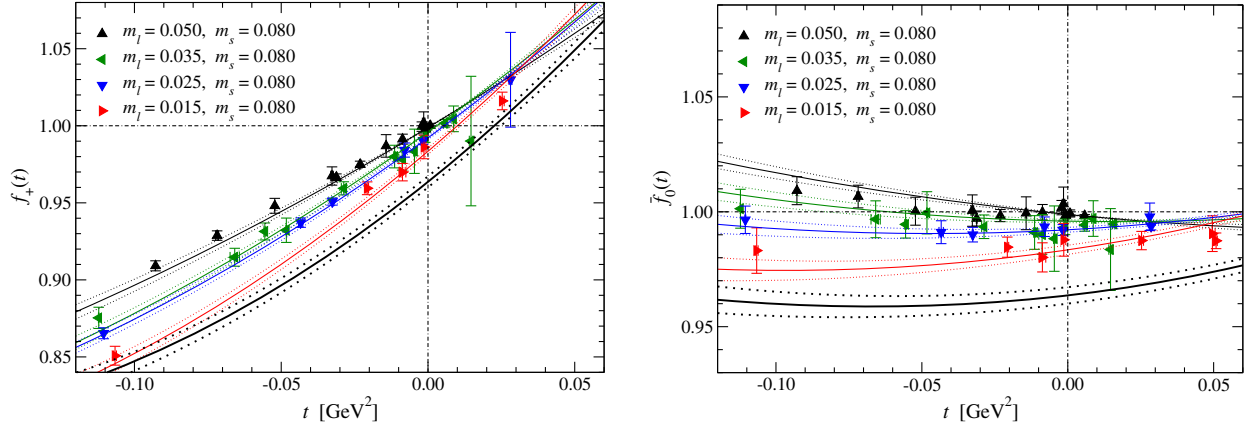 m_l = 0.050, m_s = 0.080
m_l = 0.035, m_s = 0.080
m_l = 0.025, m_s = 0.080
m_l = 0.015, m_s = 0.080
1.05
1.00
0.95
0.90
0.85
f_+(t)
-0.10
-0.05
0.00
0.05
t [GeV^2]
m_l = 0.050, m_s = 0.080
m_l = 0.035, m_s = 0.080
m_l = 0.025, m_s = 0.080
m_l = 0.015, m_s = 0.080
1.05
1.00
0.95
f̄_0(t)
-0.10
-0.05
0.00
0.05
t [GeV^2]